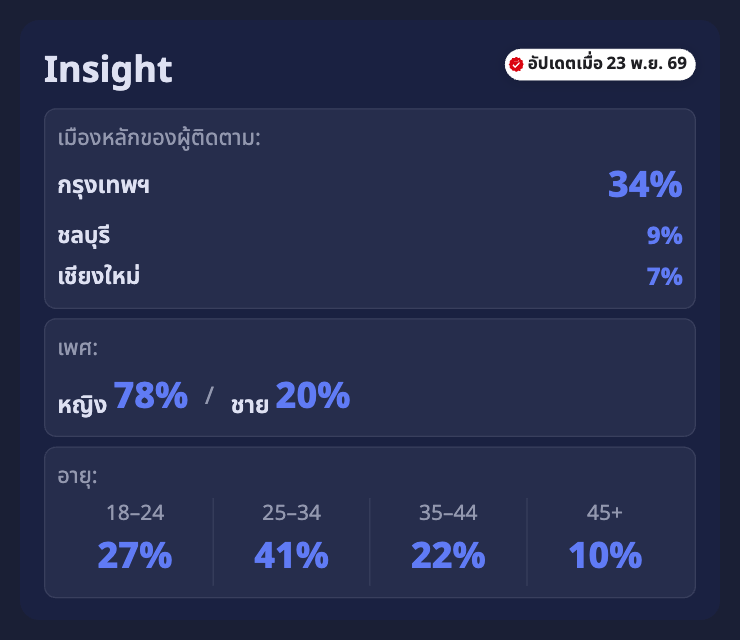 Insight
อัปเดตเมื่อ 23 พ.ย. 69
เมืองหลักของผู้ติดตาม:
กรุงเทพฯ 34%
ชลบุรี 9%
เชียงใหม่ 7%
เพศ:
หญิง 78% / ชาย 20%
อายุ:
18–24 25–34 35–44 45+
27% 41% 22% 10%